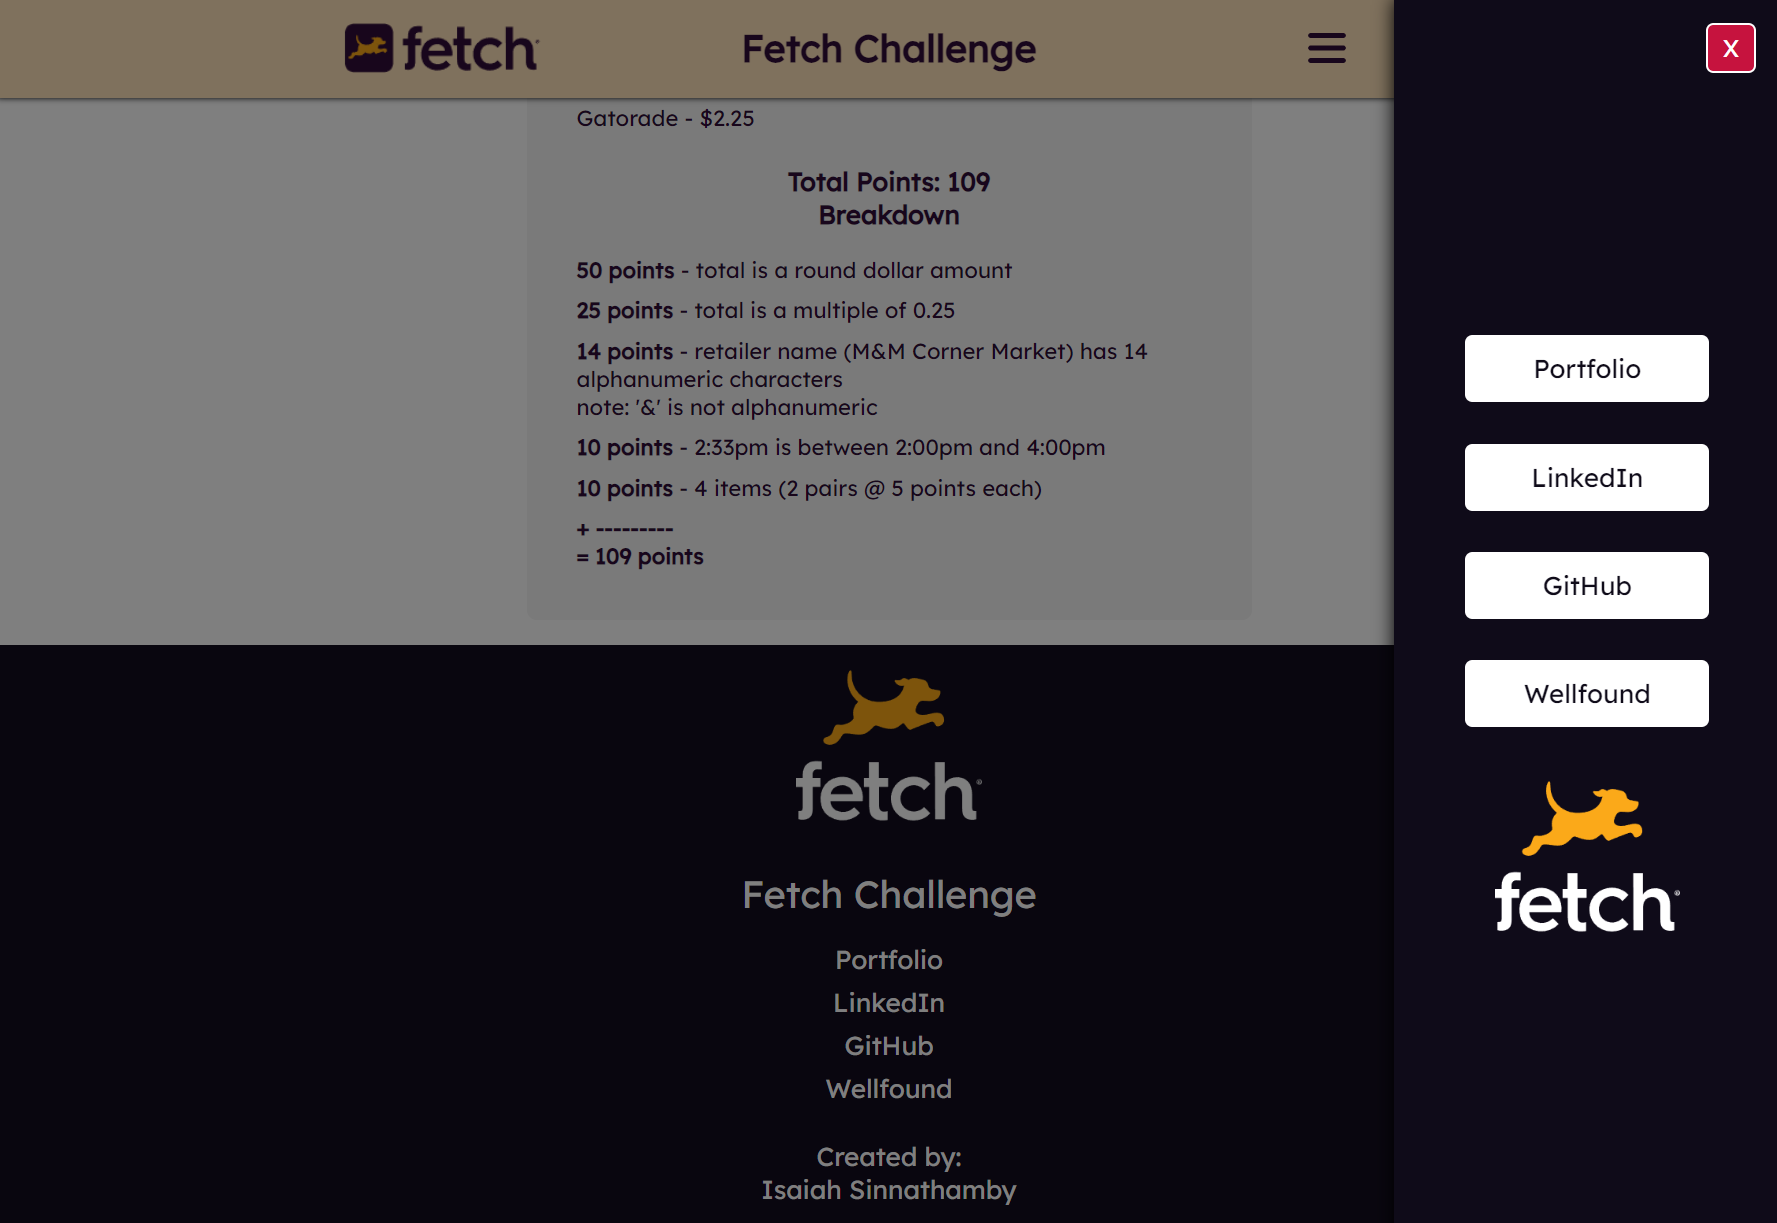 fetch
Fetch Challenge
X
Gatorade - $2.25
Total Points: 109
Breakdown
50 points - total is a round dollar amount
25 points - total is a multiple of 0.25
14 points - retailer name (M&M Corner Market) has 14
alphanumeric characters
note: '&' is not alphanumeric
10 points - 2:33pm is between 2:00pm and 4:00pm
10 points - 4 items (2 pairs @ 5 points each)
+ ---------
= 109 points
fetch®
Fetch Challenge
Portfolio
LinkedIn
GitHub
Wellfound
Created by:
Isaiah Sinnathamby
Portfolio
LinkedIn
GitHub
Wellfound
fetch®